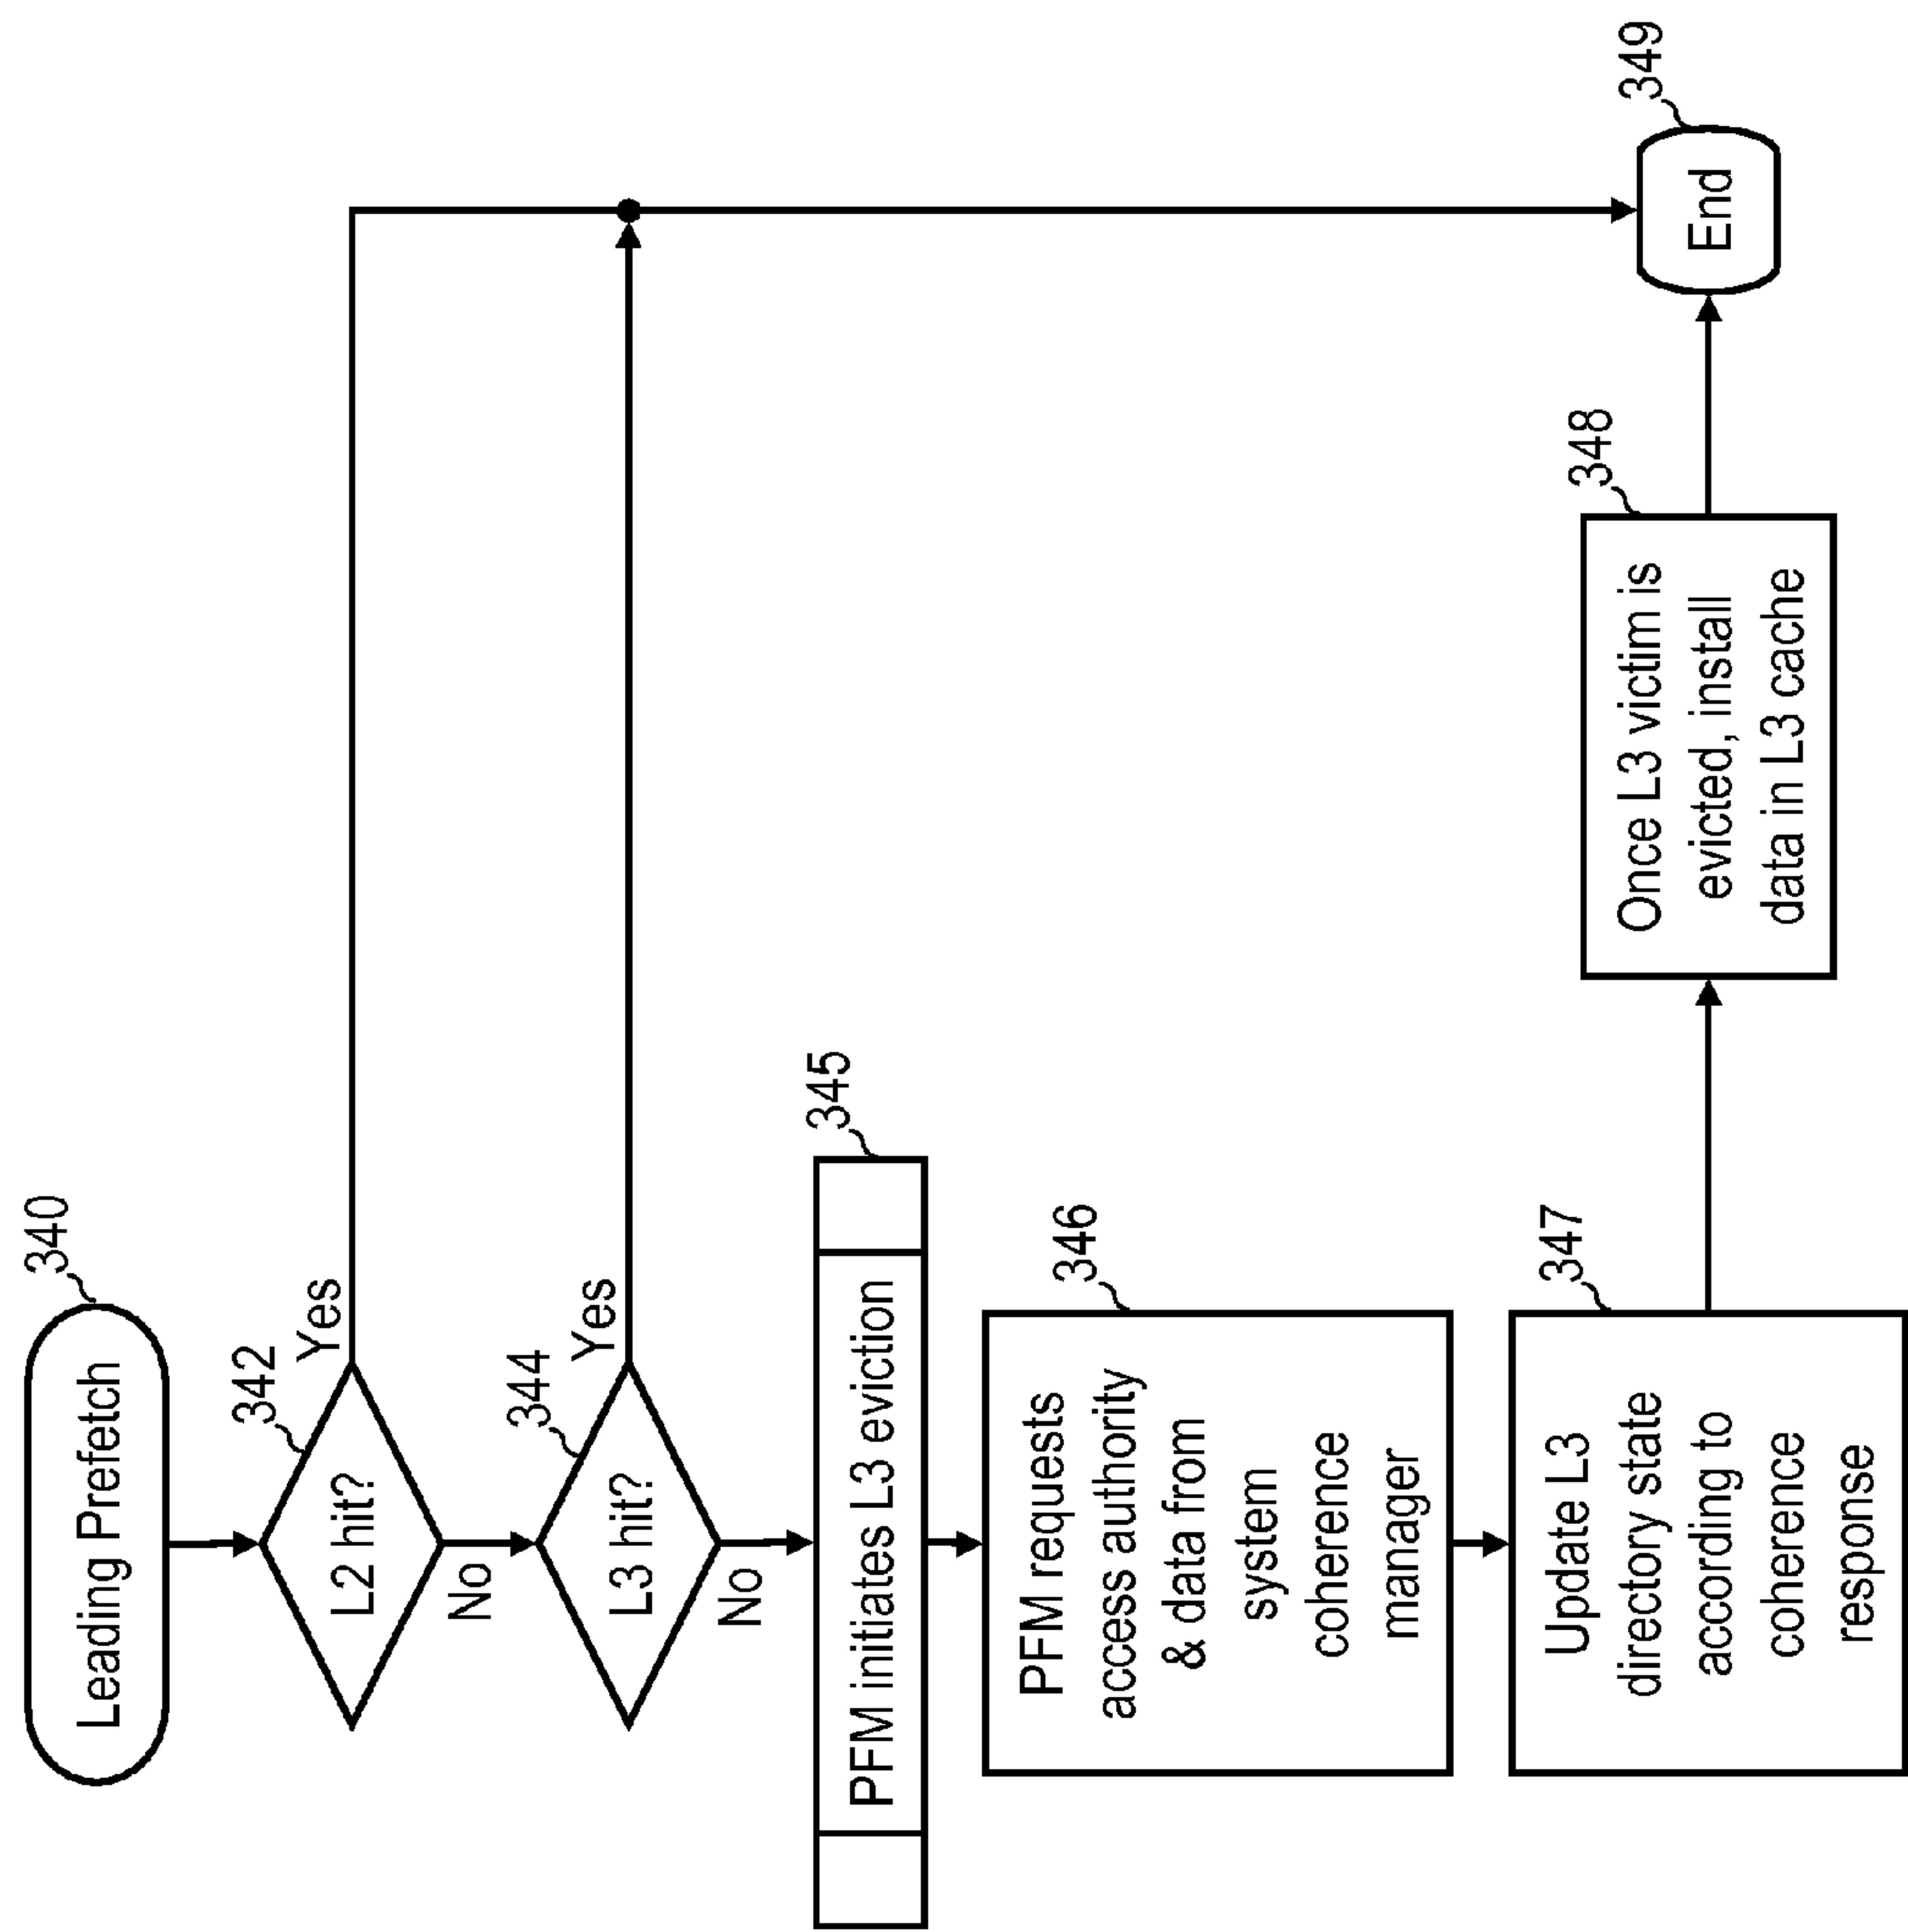 340
Leading Prefetch
342
L2 hit?
Yes
No
344
L3 hit?
Yes
No
345
PFM initiates L3 eviction
346
PFM requests
access authority
& data from
system
coherence
manager
347
Update L3
directory state
according to
coherence
response
348
Once L3 victim is
evicted, install
data in L3 cache
349
End